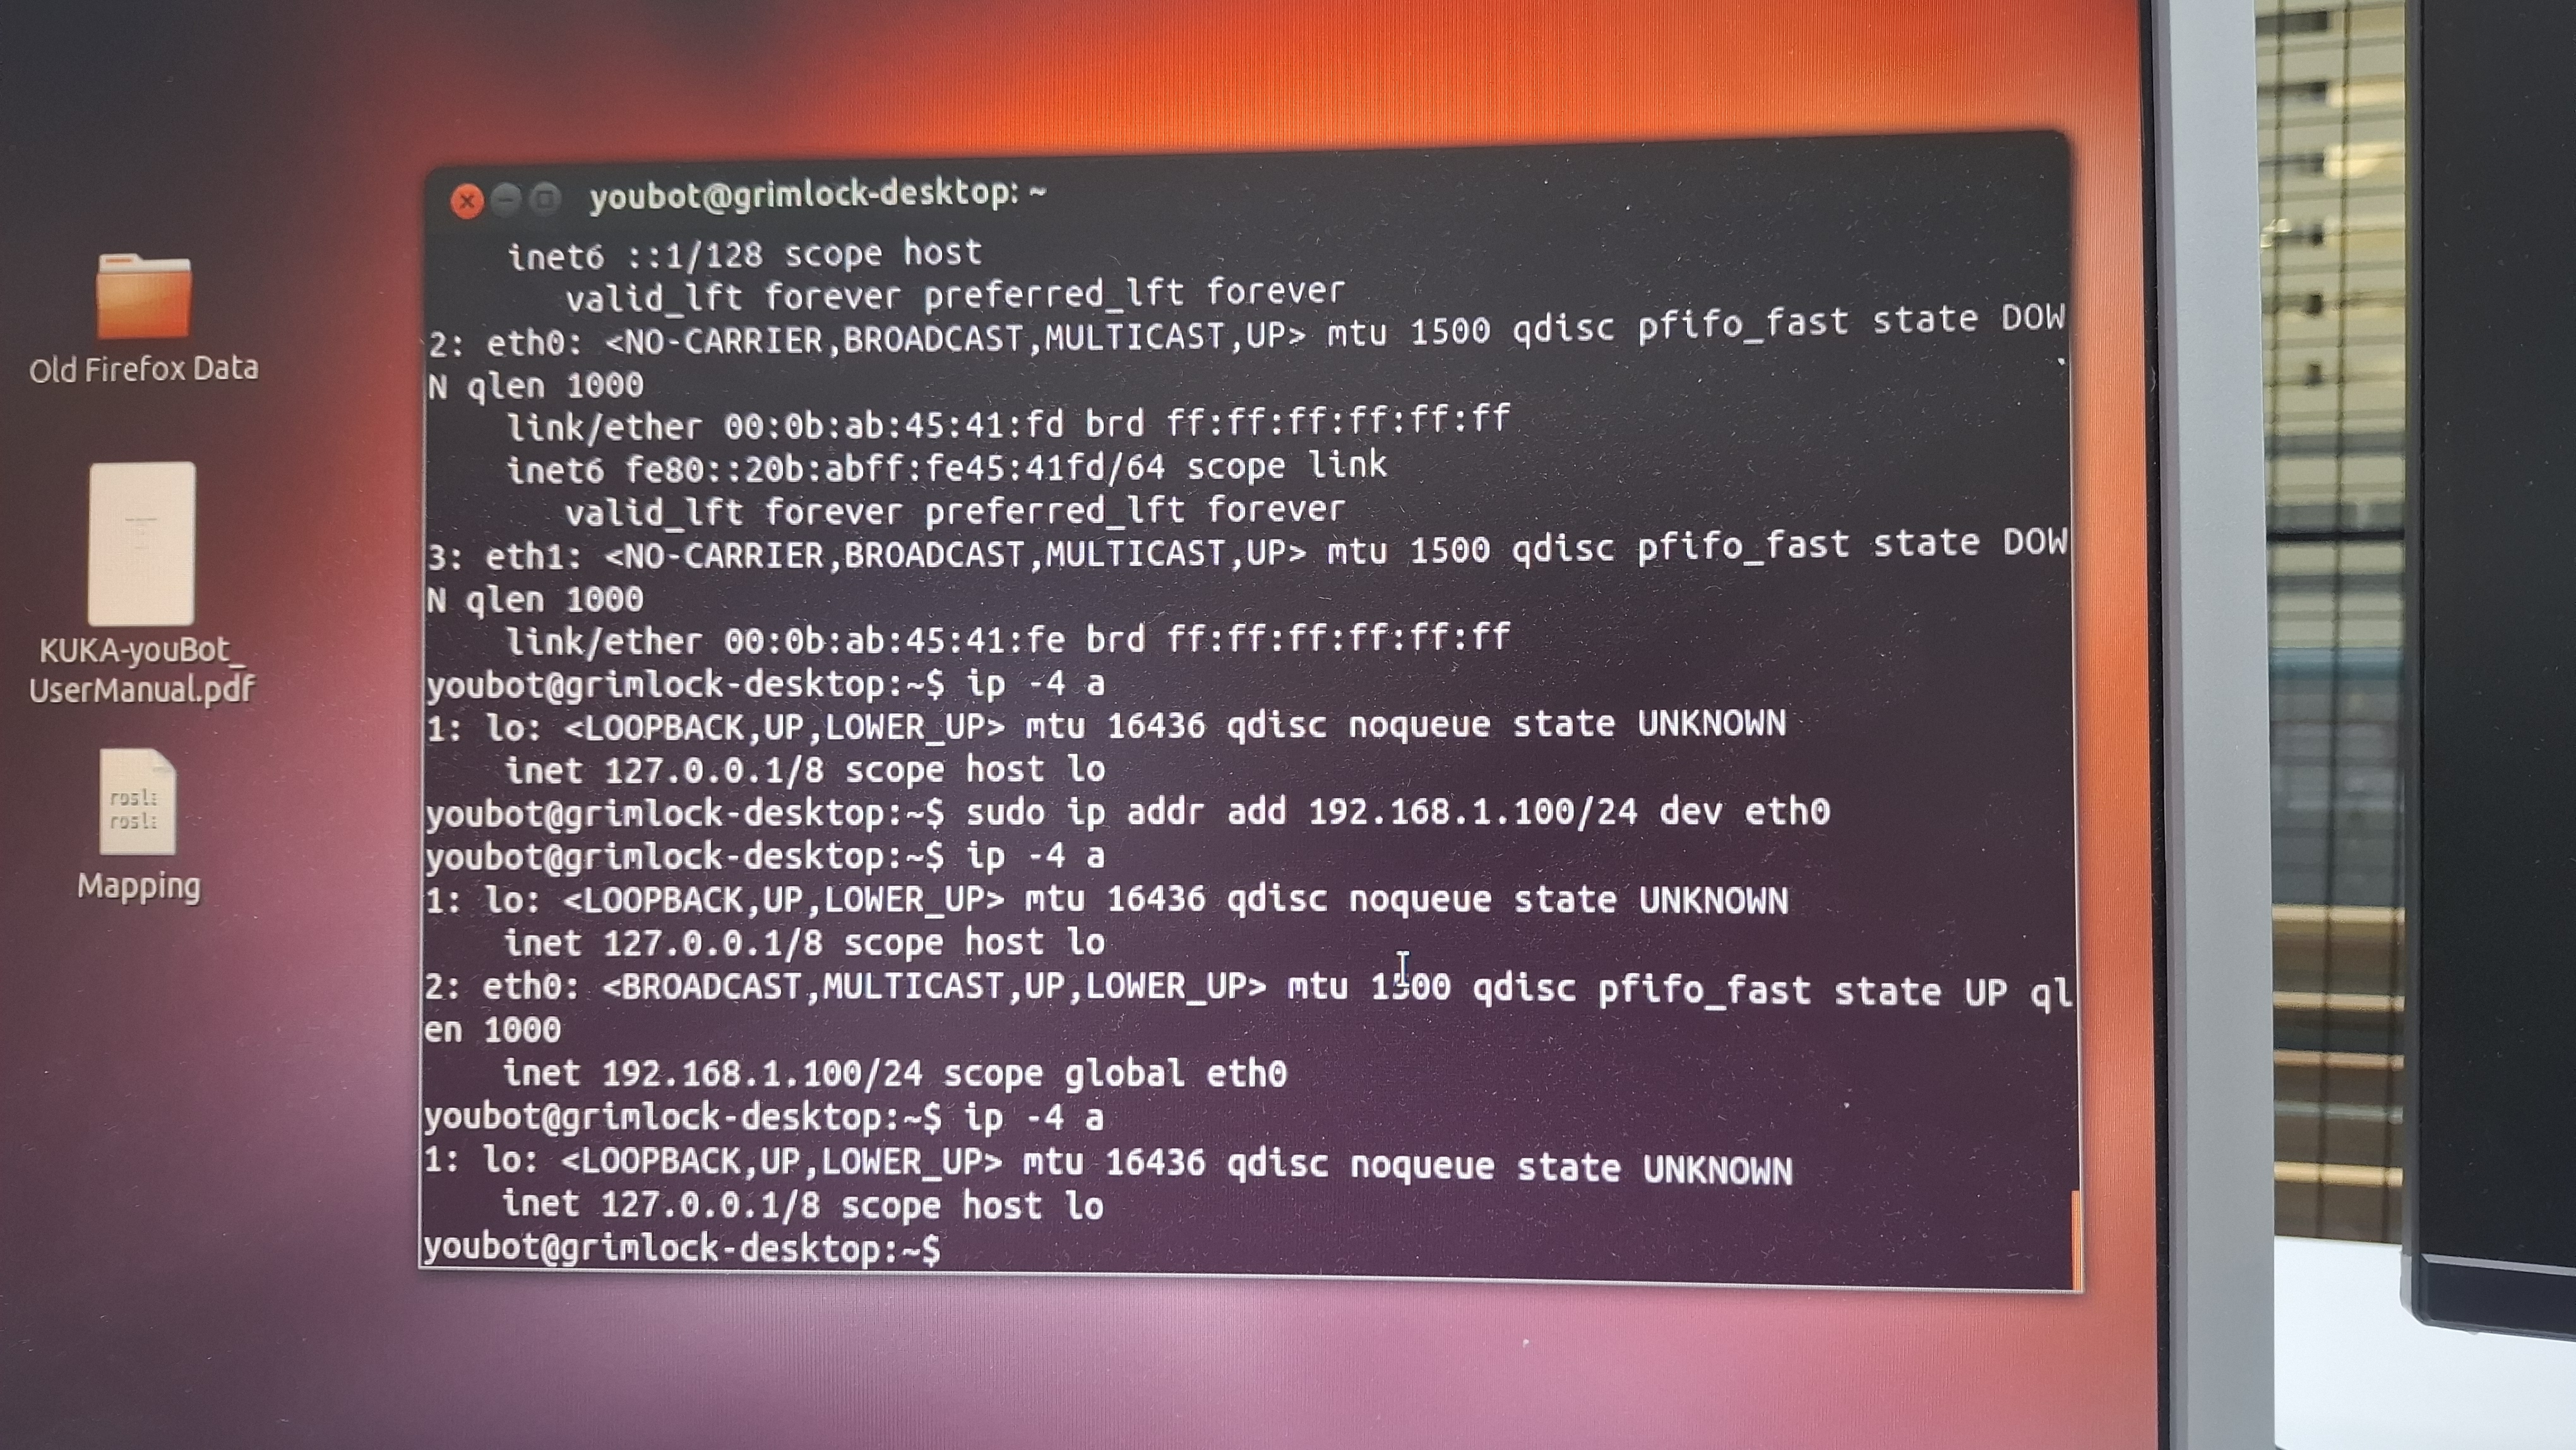 youbot@grimlock-desktop: ~
inet6 ::1/128 scope host
valid_lft forever preferred_lft forever
2: eth0: <NO-CARRIER,BROADCAST,MULTICAST,UP> mtu 1500 qdisc pfifo_fast state DOW
N qlen 1000
link/ether 00:0b:ab:45:41:fd brd ff:ff:ff:ff:ff:ff
inet6 fe80::20b:abff:fe45:41fd/64 scope link
valid_lft forever preferred_lft forever
3: eth1: <NO-CARRIER,BROADCAST,MULTICAST,UP> mtu 1500 qdisc pfifo_fast state DOW
N qlen 1000
link/ether 00:0b:ab:45:41:fe brd ff:ff:ff:ff:ff:ff
youbot@grimlock-desktop:~$ ip -4 a
1: lo: <LOOPBACK,UP,LOWER_UP> mtu 16436 qdisc noqueue state UNKNOWN
inet 127.0.0.1/8 scope host lo
youbot@grimlock-desktop:~$ sudo ip addr add 192.168.1.100/24 dev eth0
youbot@grimlock-desktop:~$ ip -4 a
1: lo: <LOOPBACK,UP,LOWER_UP> mtu 16436 qdisc noqueue state UNKNOWN
inet 127.0.0.1/8 scope host lo
2: eth0: <BROADCAST,MULTICAST,UP,LOWER_UP> mtu 1500 qdisc pfifo_fast state UP ql
en 1000
inet 192.168.1.100/24 scope global eth0
youbot@grimlock-desktop:~$ ip -4 a
1: lo: <LOOPBACK,UP,LOWER_UP> mtu 16436 qdisc noqueue state UNKNOWN
inet 127.0.0.1/8 scope host lo
youbot@grimlock-desktop:~$
Old Firefox Data
KUKA-youBot_
UserManual.pdf
rosl
rosl
Mapping